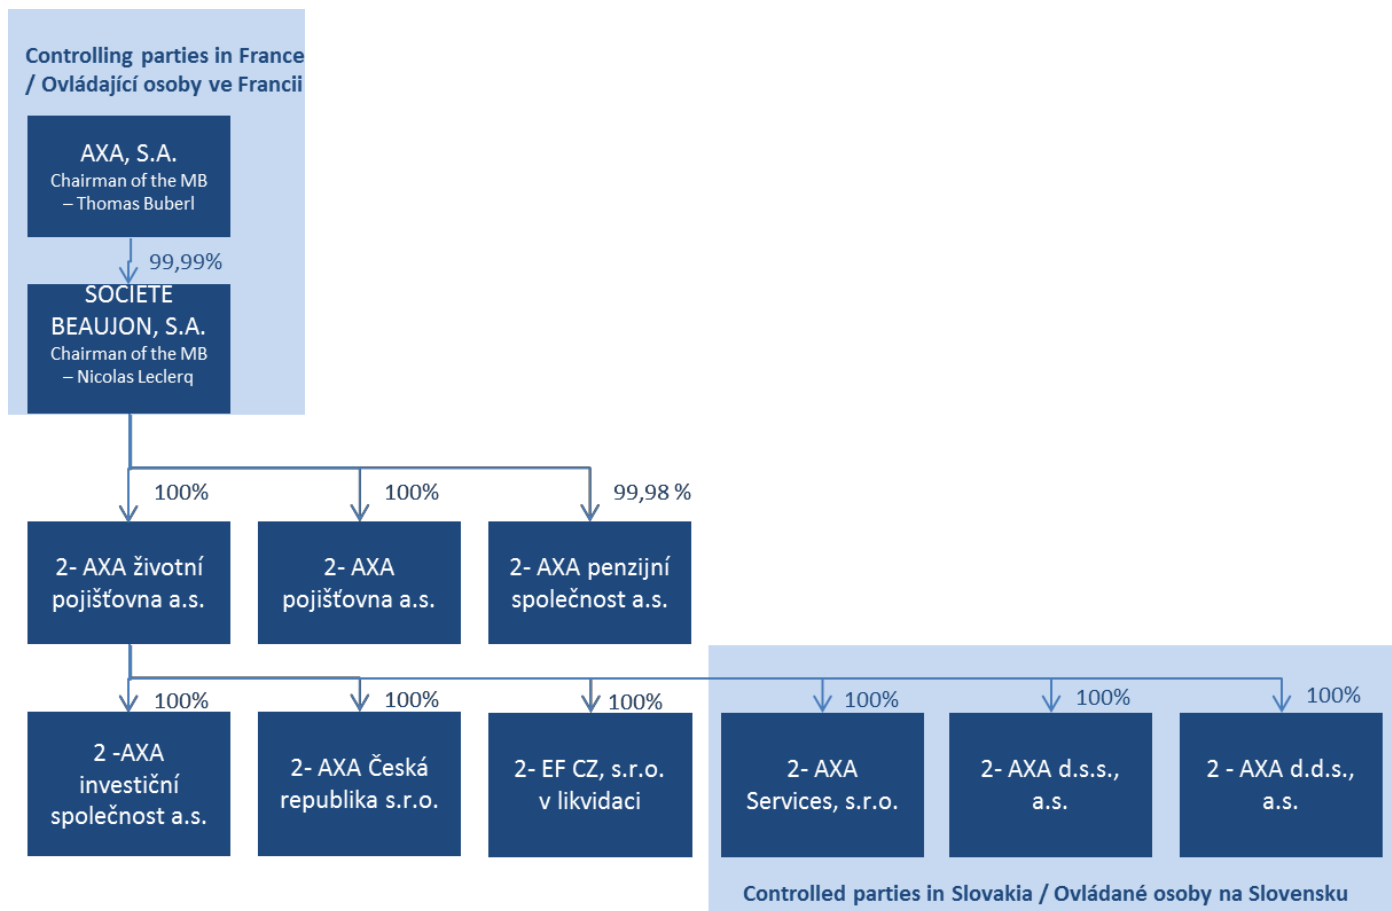 Controlling parties in France
/ Ovládající osoby ve Francii
AXA, S.A.
Chairman of the MB
– Thomas Buberl
99,99%
SOCIETE
BEAUJON, S.A.
Chairman of the MB
– Nicolas Leclerq
100%
100%
99,98 %
2- AXA životní
pojišťovna a.s.
2- AXA
pojišťovna a.s.
2- AXA penzijní
společnost a.s.
100%
100%
100%
100%
100%
100%
2 -AXA
investiční
společnost a.s.
2- AXA Česká
republika s.r.o.
2- EF CZ, s.r.o.
v likvidaci
2- AXA
Services, s.r.o.
2- AXA d.s.s.,
a.s.
2 - AXA d.d.s.,
a.s.
Controlled parties in Slovakia / Ovládané osoby na Slovensku